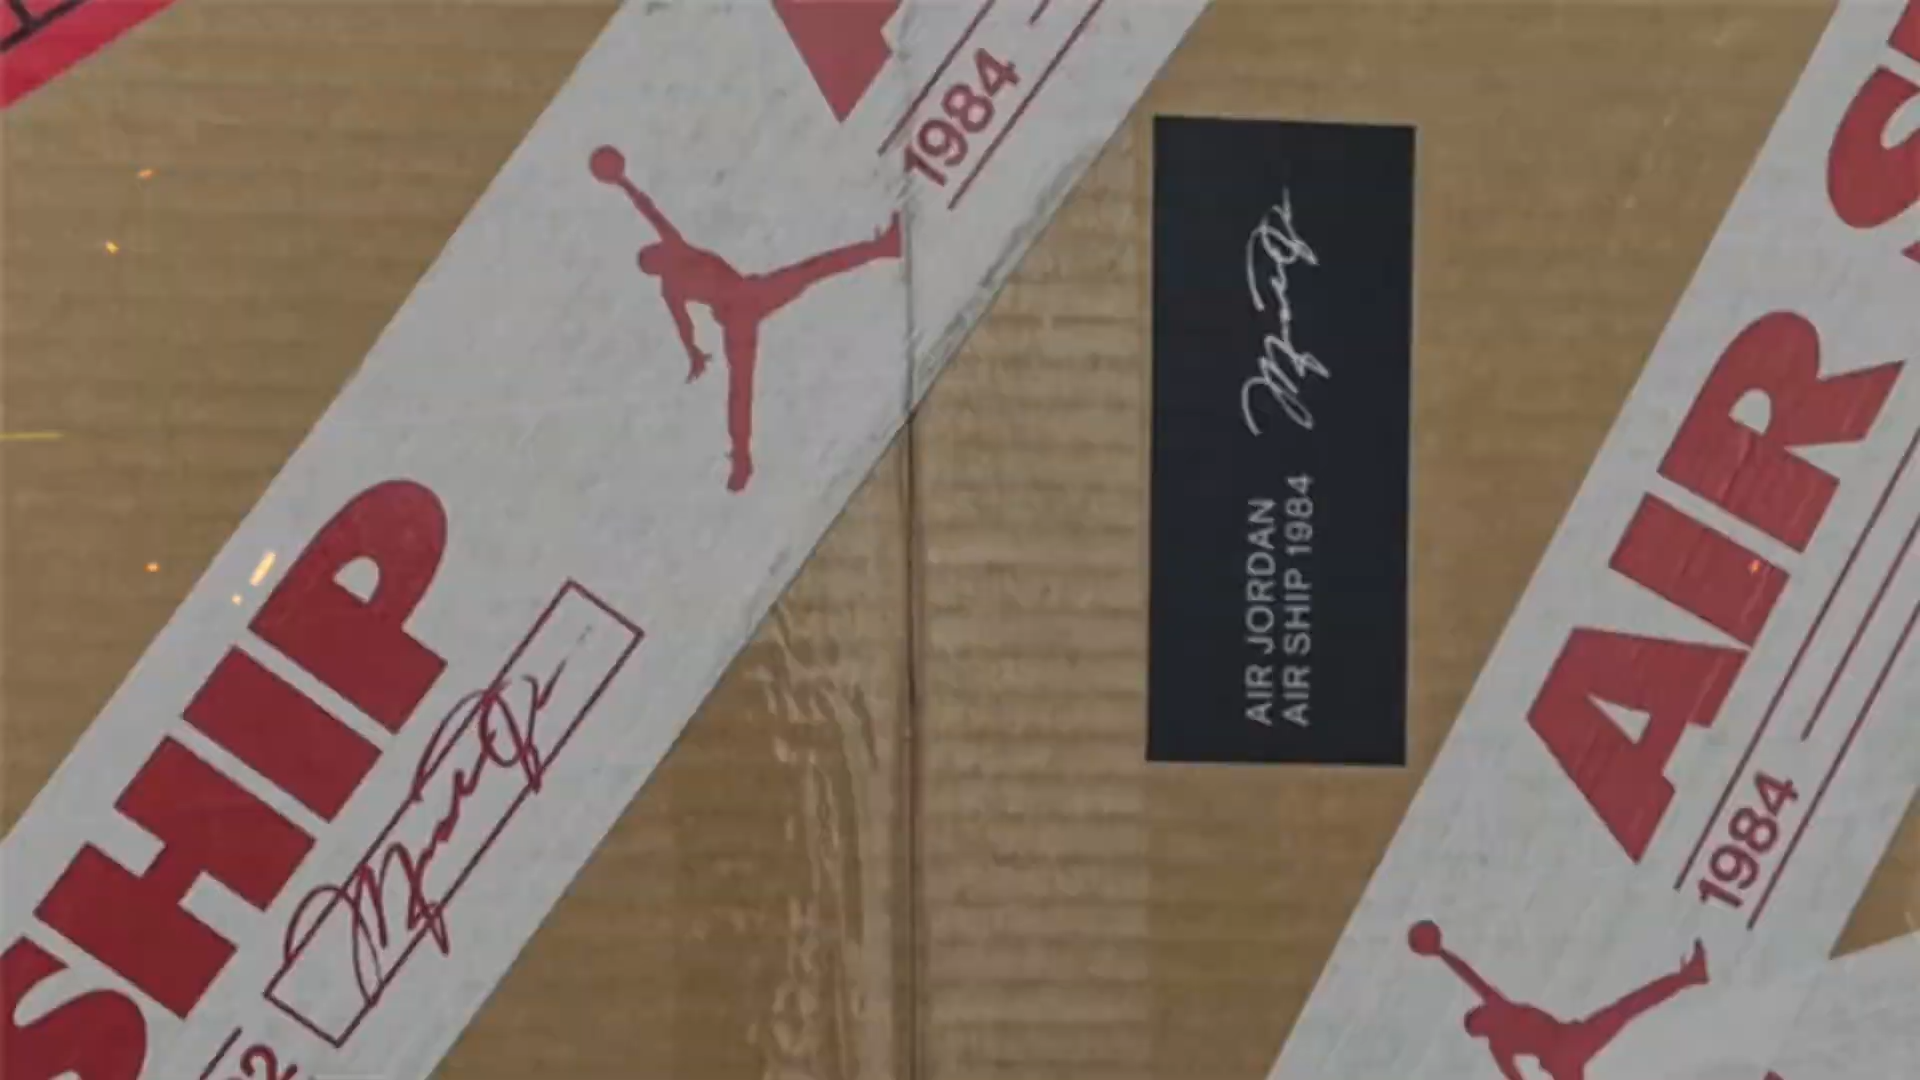 1984
SHIP
AIR JORDAN
AIR SHIP 1984
AIR S
1984